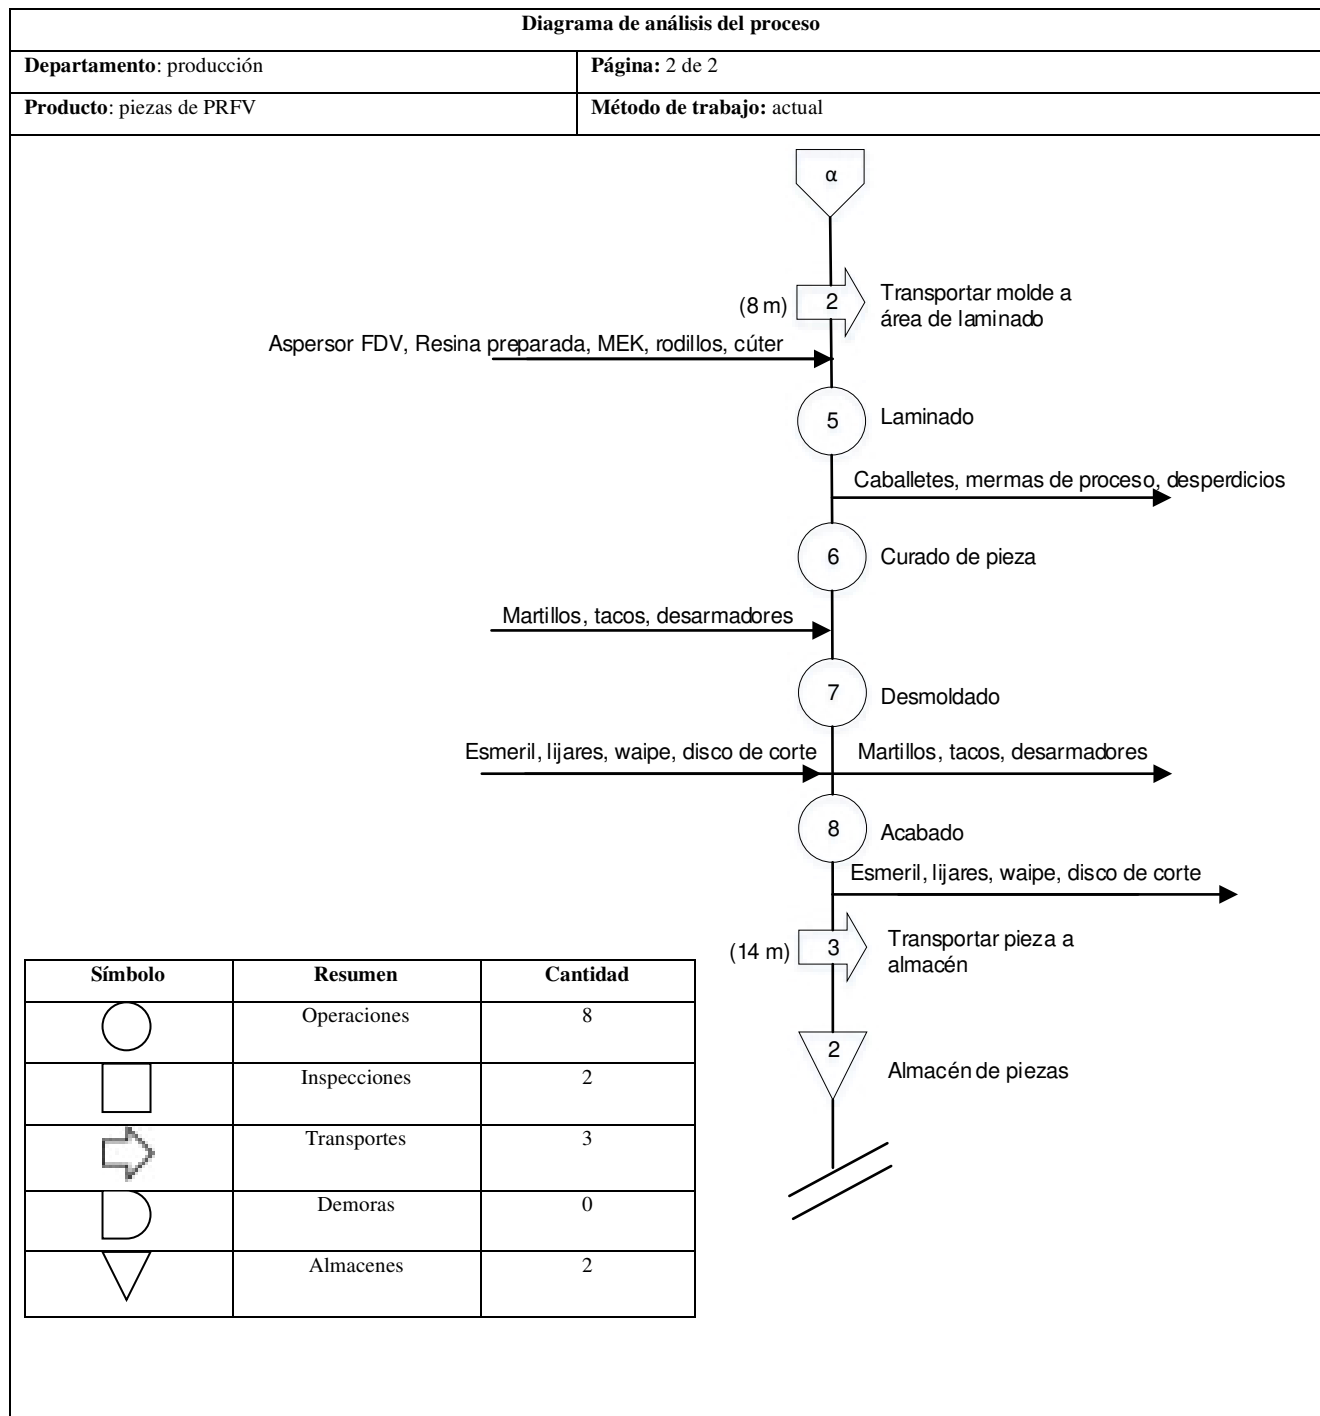 Diagrama de análisis del proceso
Departamento: producción
Página: 2 de 2
Producto: piezas de PRFV
Método de trabajo: actual
α
(8 m)
2
Transportar molde a
área de laminado
Aspersor FDV, Resina preparada, MEK, rodillos, cúter
5
Laminado
Caballetes, mermas de proceso, desperdicios
6
Curado de pieza
Martillos, tacos, desarmadores
7
Desmoldado
Esmeril, lijares, waipe, disco de corte
Martillos, tacos, desarmadores
8
Acabado
Esmeril, lijares, waipe, disco de corte
(14 m)
3
Transportar pieza a
almacén
2
Almacén de piezas
Símbolo Resumen Cantidad
Operaciones 8
Inspecciones 2
Transportes 3
Demoras 0
Almacenes 2